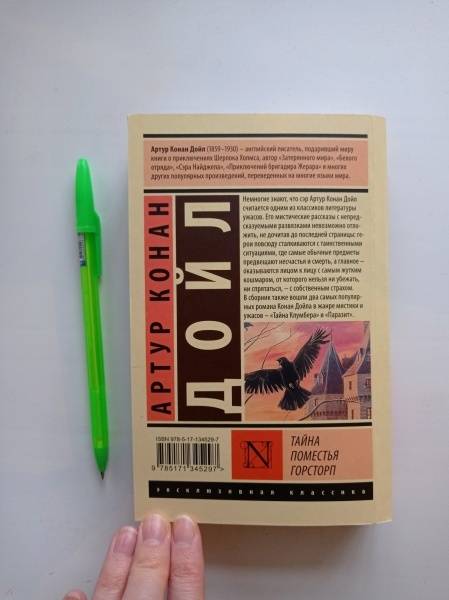 Артур Конан Дойл (1859–1930) – английский писатель, подаривший миру
книги о приключениях Шерлока Холмса, автор «Затерянного мира», «Белого
отряда», «Сэра Найджела», «Приключений бригадира Жерара» и многих
других популярных произведений, переведенных на многие языки мира.
АРТУР КОНАН
ДОЙЛ
Немногие знают, что сэр Артур Конан Дойл
считается одним из классиков литературы
ужасов. Его мистические рассказы с непред-
сказуемыми развязками невозможно отло-
жить, не дочитав до последней страницы: ге-
рои повсюду сталкиваются с таинственными
ситуациями, где самые обычные предметы
предвещают несчастья и смерть, а главное –
оказываются лицом к лицу с самым жутким
кошмаром, от которого нельзя ни убежать,
ни спрятаться, – с собственным страхом.
В сборник также вошли два самых популяр-
ных романа Конан Дойла в жанре мистики и
ужасов – «Тайна Клумбера» и «Паразит».
ISBN 978-5-17-134529-7
9 785171 345297 >
N
ТАЙНА
ПОМЕСТЬЯ
ГОРСТОРП
эксклюзивная классика